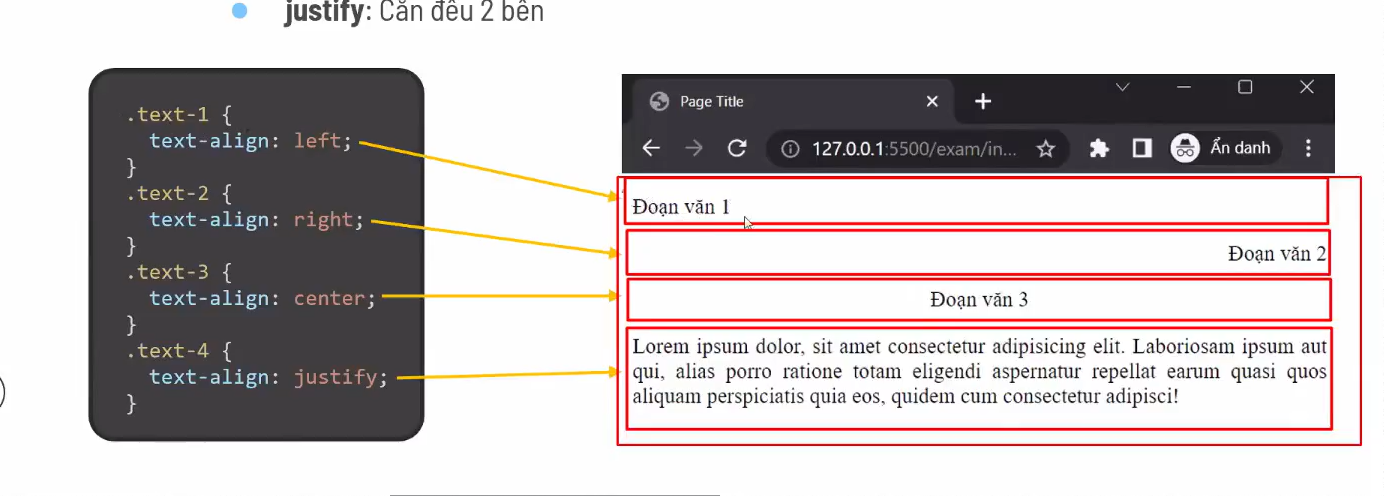 justify: Căn đều 2 bên
.text-1 {
text-align: left;
}
.text-2 {
text-align: right;
}
.text-3 {
text-align: center;
}
.text-4 {
text-align: justify;
}
Page Title
127.0.0.1:5500/exam/in...
Ẩn danh
Đoạn văn 1
Đoạn văn 2
Đoạn văn 3
Lorem ipsum dolor, sit amet consectetur adipisicing elit. Laboriosam ipsum aut
qui, alias porro ratione totam eligendi aspernatur repellat earum quasi quos
aliquam perspiciatis quia eos, quidem cum consectetur adipisci!